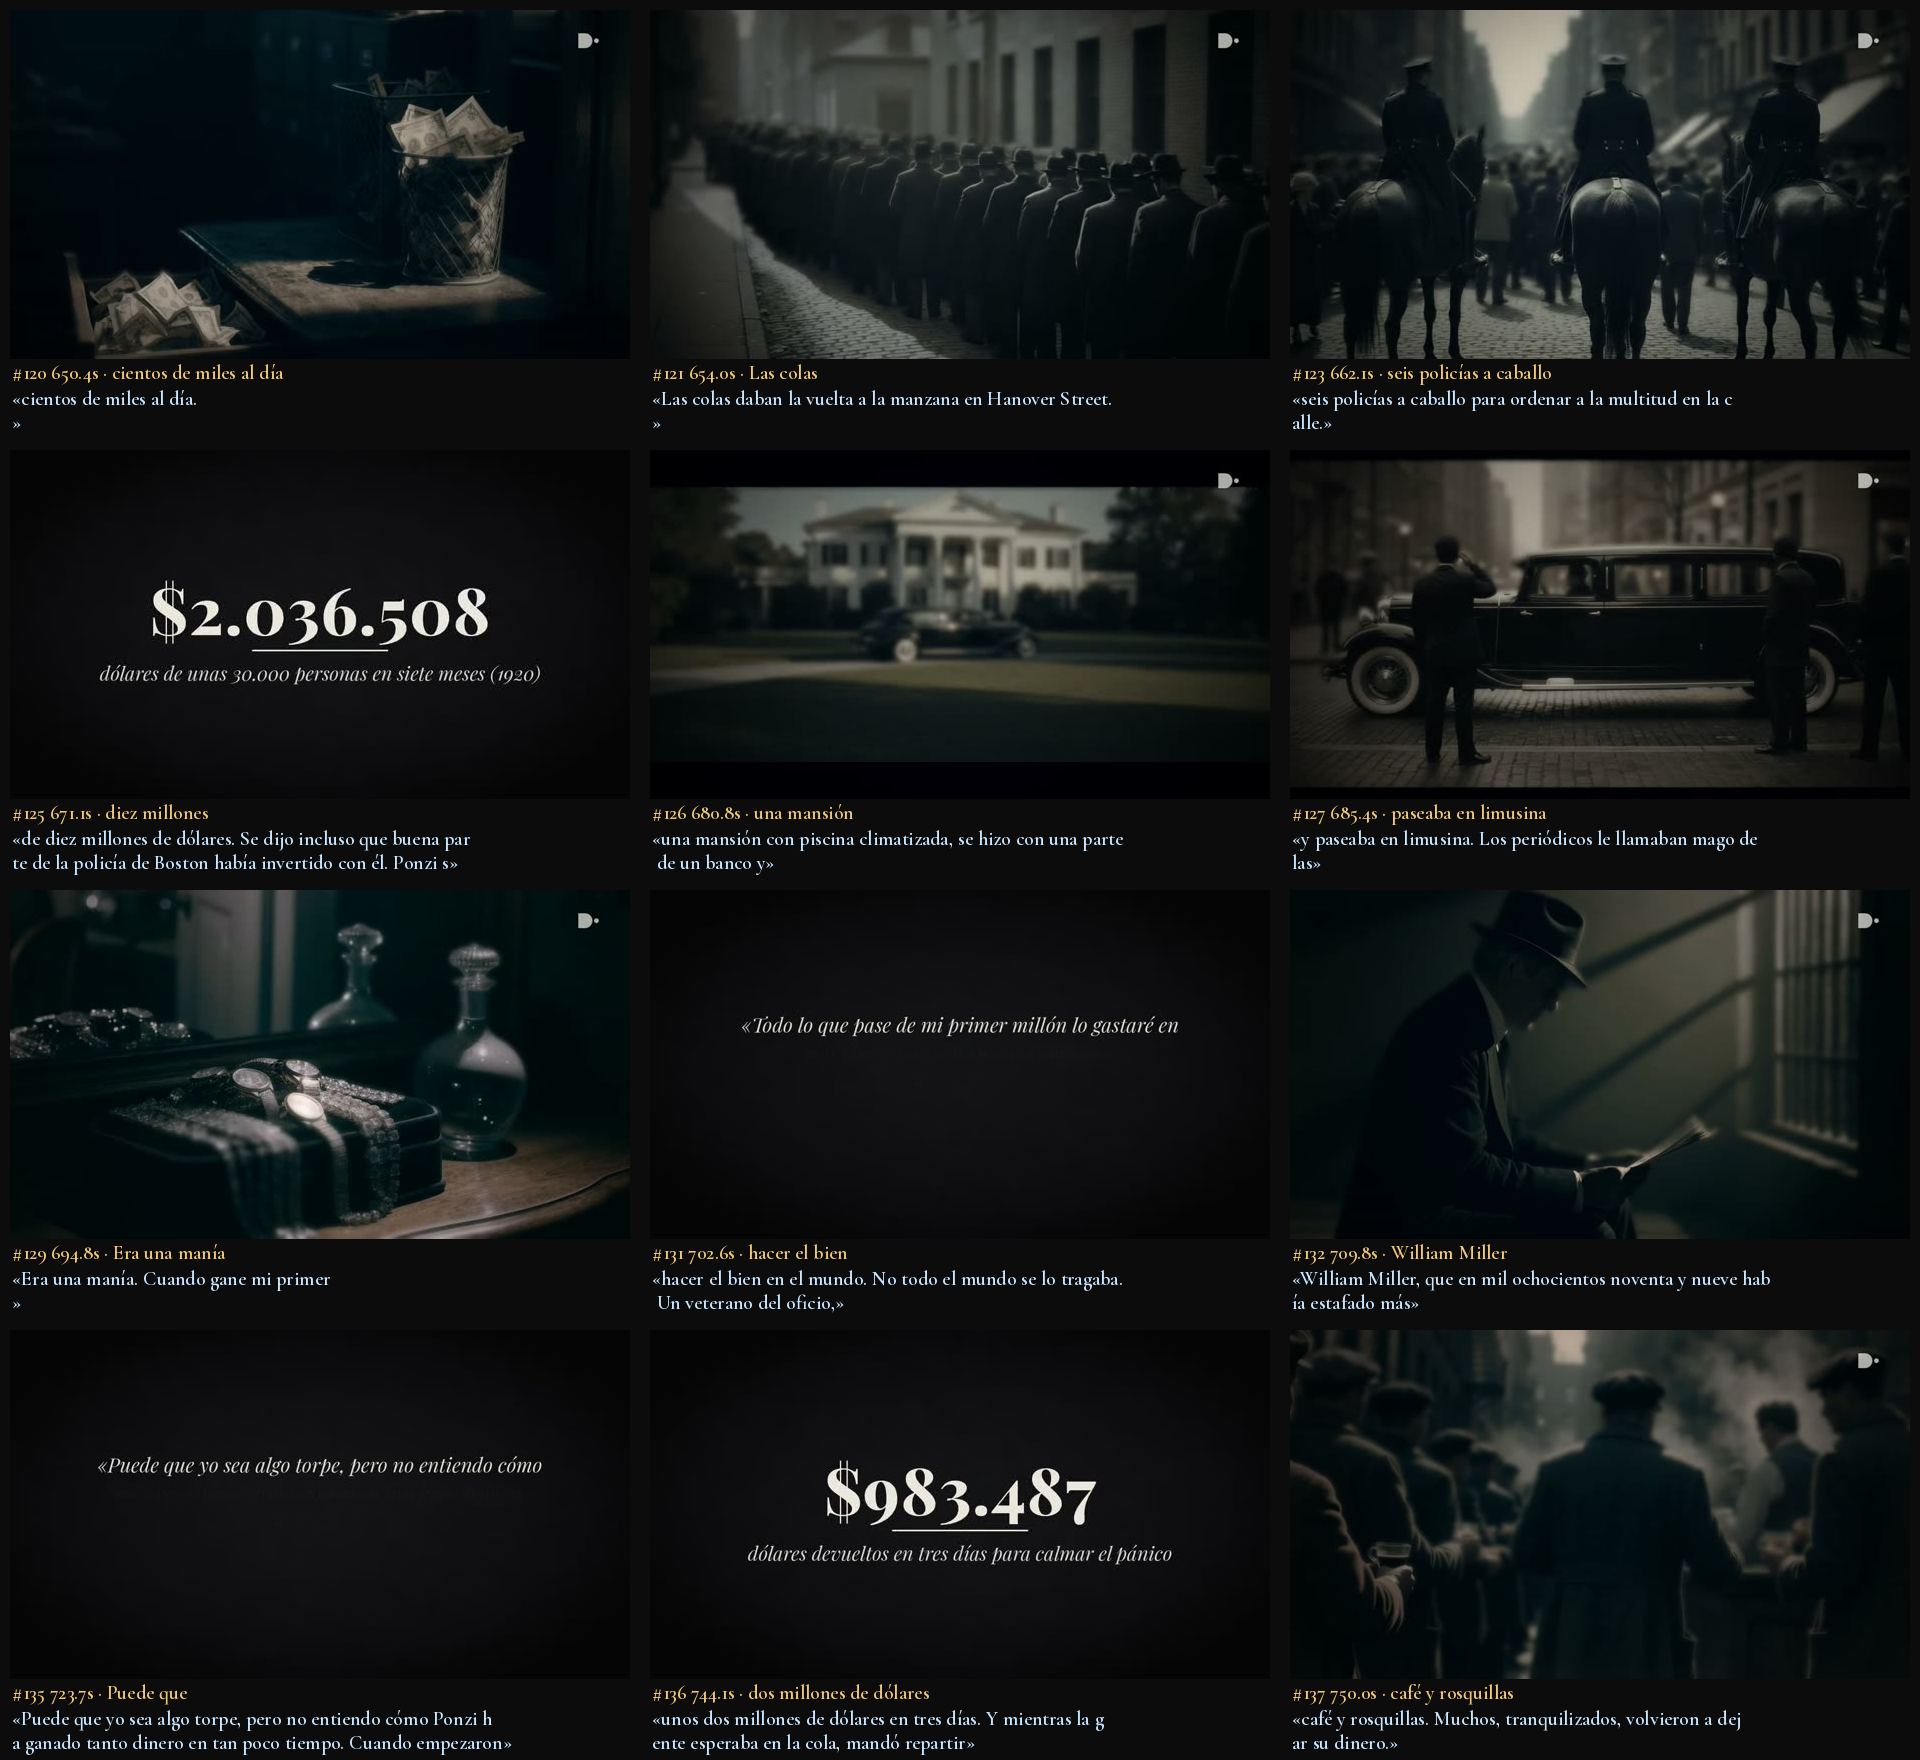 #120 650.4s · cientos de miles al día
«cientos de miles al día.
»
#121 654.0s · Las colas
«Las colas daban la vuelta a la manzana en Hanover Street.
»
#123 662.1s · seis policías a caballo
«seis policías a caballo para ordenar a la multitud en la c
alle.»
$2.036.508
dólares de unas 30.000 personas en siete meses (1920)
#125 671.1s · diez millones
«de diez millones de dólares. Se dijo incluso que buena par
te de la policía de Boston había invertido con él. Ponzi s»
#126 680.8s · una mansión
«una mansión con piscina climatizada, se hizo con una parte
de un banco y»
#127 685.4s · paseaba en limusina
«y paseaba en limusina. Los periódicos le llamaban mago de
las»
#129 694.8s · Era una manía
«Era una manía. Cuando gane mi primer
»
«Todo lo que pase de mi primer millón lo gastaré en
#131 702.6s · hacer el bien
«hacer el bien en el mundo. No todo el mundo se lo tragaba.
Un veterano del oficio,»
#132 709.8s · William Miller
«William Miller, que en mil ochocientos noventa y nueve hab
ía estafado más»
«Puede que yo sea algo torpe, pero no entiendo cómo
#135 723.7s · Puede que
«Puede que yo sea algo torpe, pero no entiendo cómo Ponzi h
a ganado tanto dinero en tan poco tiempo. Cuando empezaron»
$983.487
dólares devueltos en tres días para calmar el pánico
#136 744.1s · dos millones de dólares
«unos dos millones de dólares en tres días. Y mientras la g
ente esperaba en la cola, mandó repartir»
#137 750.0s · café y rosquillas
«café y rosquillas. Muchos, tranquilizados, volvieron a dej
ar su dinero.»